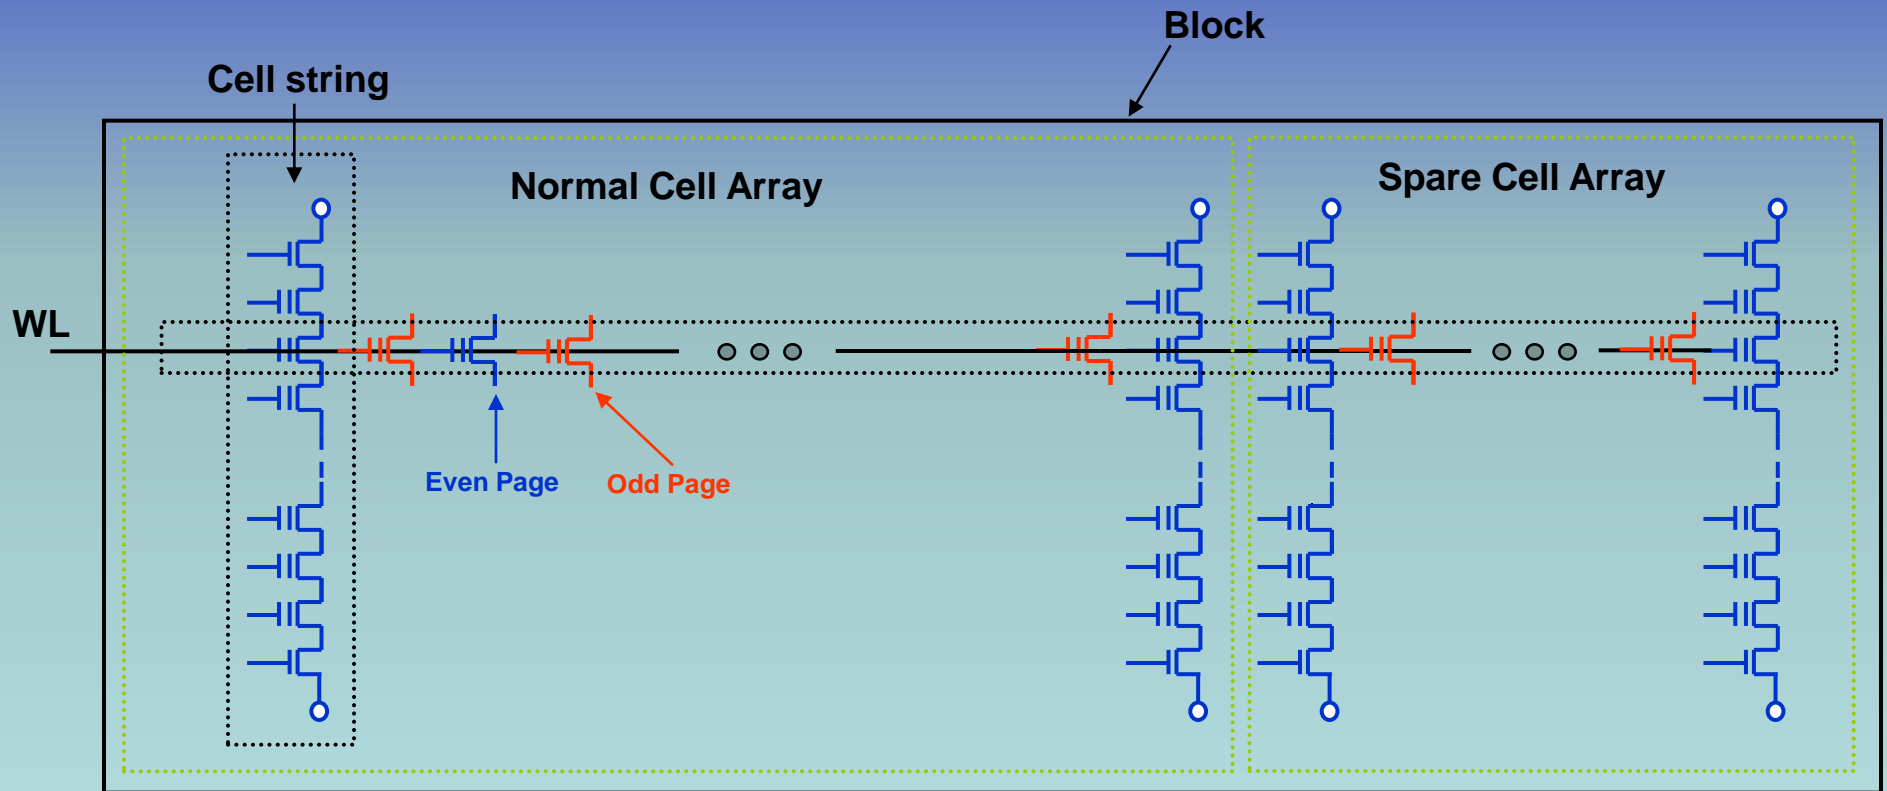 Block
Cell string
Normal Cell Array
Spare Cell Array
WL
Even Page
Odd Page